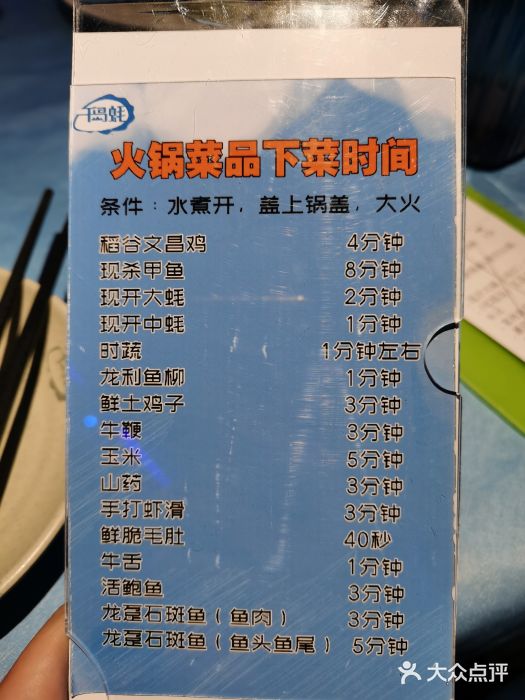 蚝
火锅菜品下菜时间
条件：水煮开，盖上锅盖，大火
稻谷文昌鸡 4分钟
现杀甲鱼 8分钟
现开大蚝 2分钟
现开中蚝 1分钟
时蔬 1分钟左右
龙利鱼柳 1分钟
鲜土鸡子 3分钟
牛鞭 3分钟
玉米 5分钟
山药 3分钟
手打虾滑 3分钟
鲜脆毛肚 40秒
牛舌 1分钟
活鲍鱼 3分钟
龙趸石斑鱼（鱼肉） 3分钟
龙趸石斑鱼（鱼头鱼尾） 5分钟
大众点评